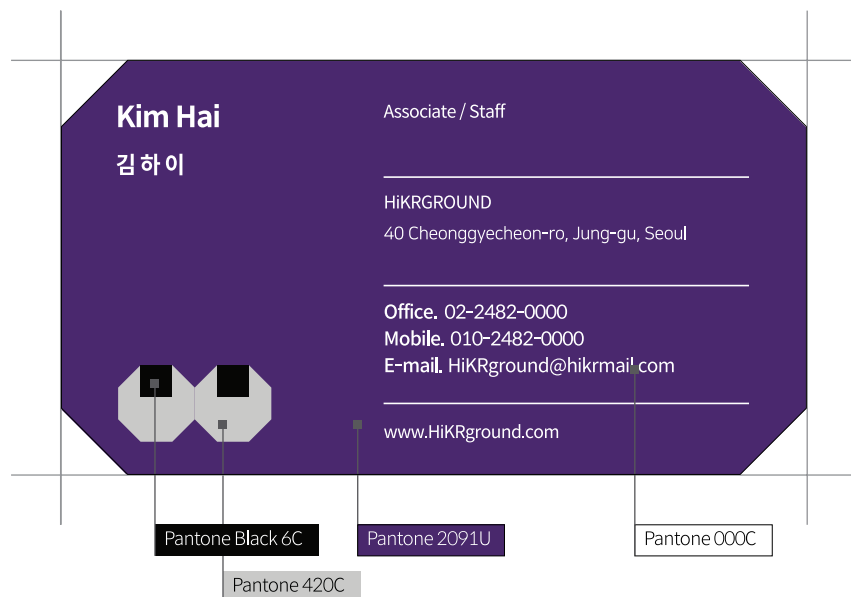 Kim Hai
김하이
Associate / Staff
HiKRGROUND
40 Cheonggyecheon-ro, Jung-gu, Seoul
Office. 02-2482-0000
Mobile. 010-2482-0000
E-mail. HiKRground@hikrmail.com
www.HiKRground.com
Pantone Black 6C
Pantone 2091U
Pantone 000C
Pantone 420C